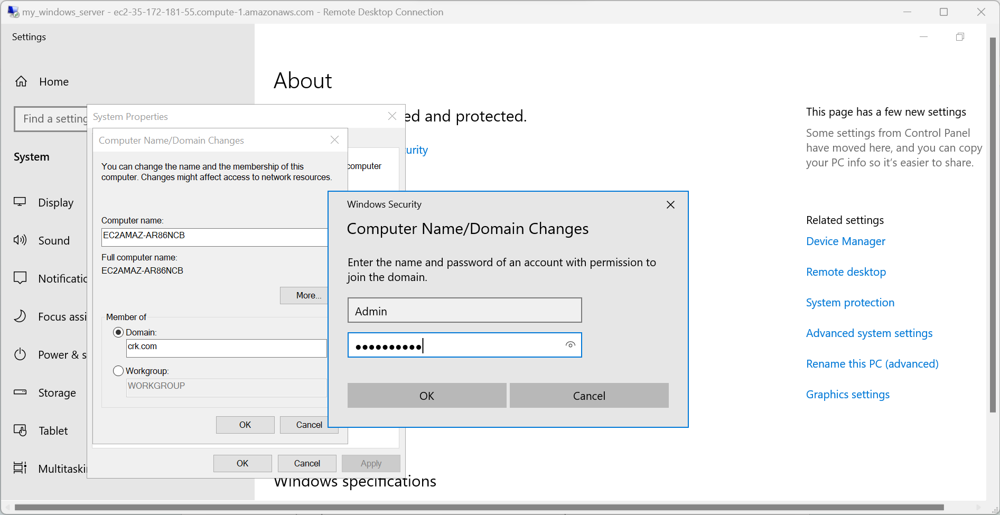 my_windows_server - ec2-35-172-181-55.compute-1.amazonaws.com - Remote Desktop Connection
Settings
Home
Find a setting
System
Display
Sound
Notificatio
Focus assi
Power & s
Storage
Tablet
Multitaski
About
ed and protected.
urity
System Properties
computer
Computer Name/Domain Changes
You can change the name and the membership of this
computer. Changes might affect access to network resources.
Computer name:
EC2AMAZ-AR86NCB
Full computer name:
EC2AMAZ-AR86NCB
More...
Member of
Domain:
crk.com
Workgroup:
WORKGROUP
OK Cancel
OK Cancel Apply
Windows Security
Computer Name/Domain Changes
Enter the name and password of an account with permission to
join the domain.
Admin
●●●●●●●●●●
OK Cancel
Windows specifications
This page has a few new settings
Some settings from Control Panel
have moved here, and you can copy
your PC info so it’s easier to share.
Related settings
Device Manager
Remote desktop
System protection
Advanced system settings
Rename this PC (advanced)
Graphics settings